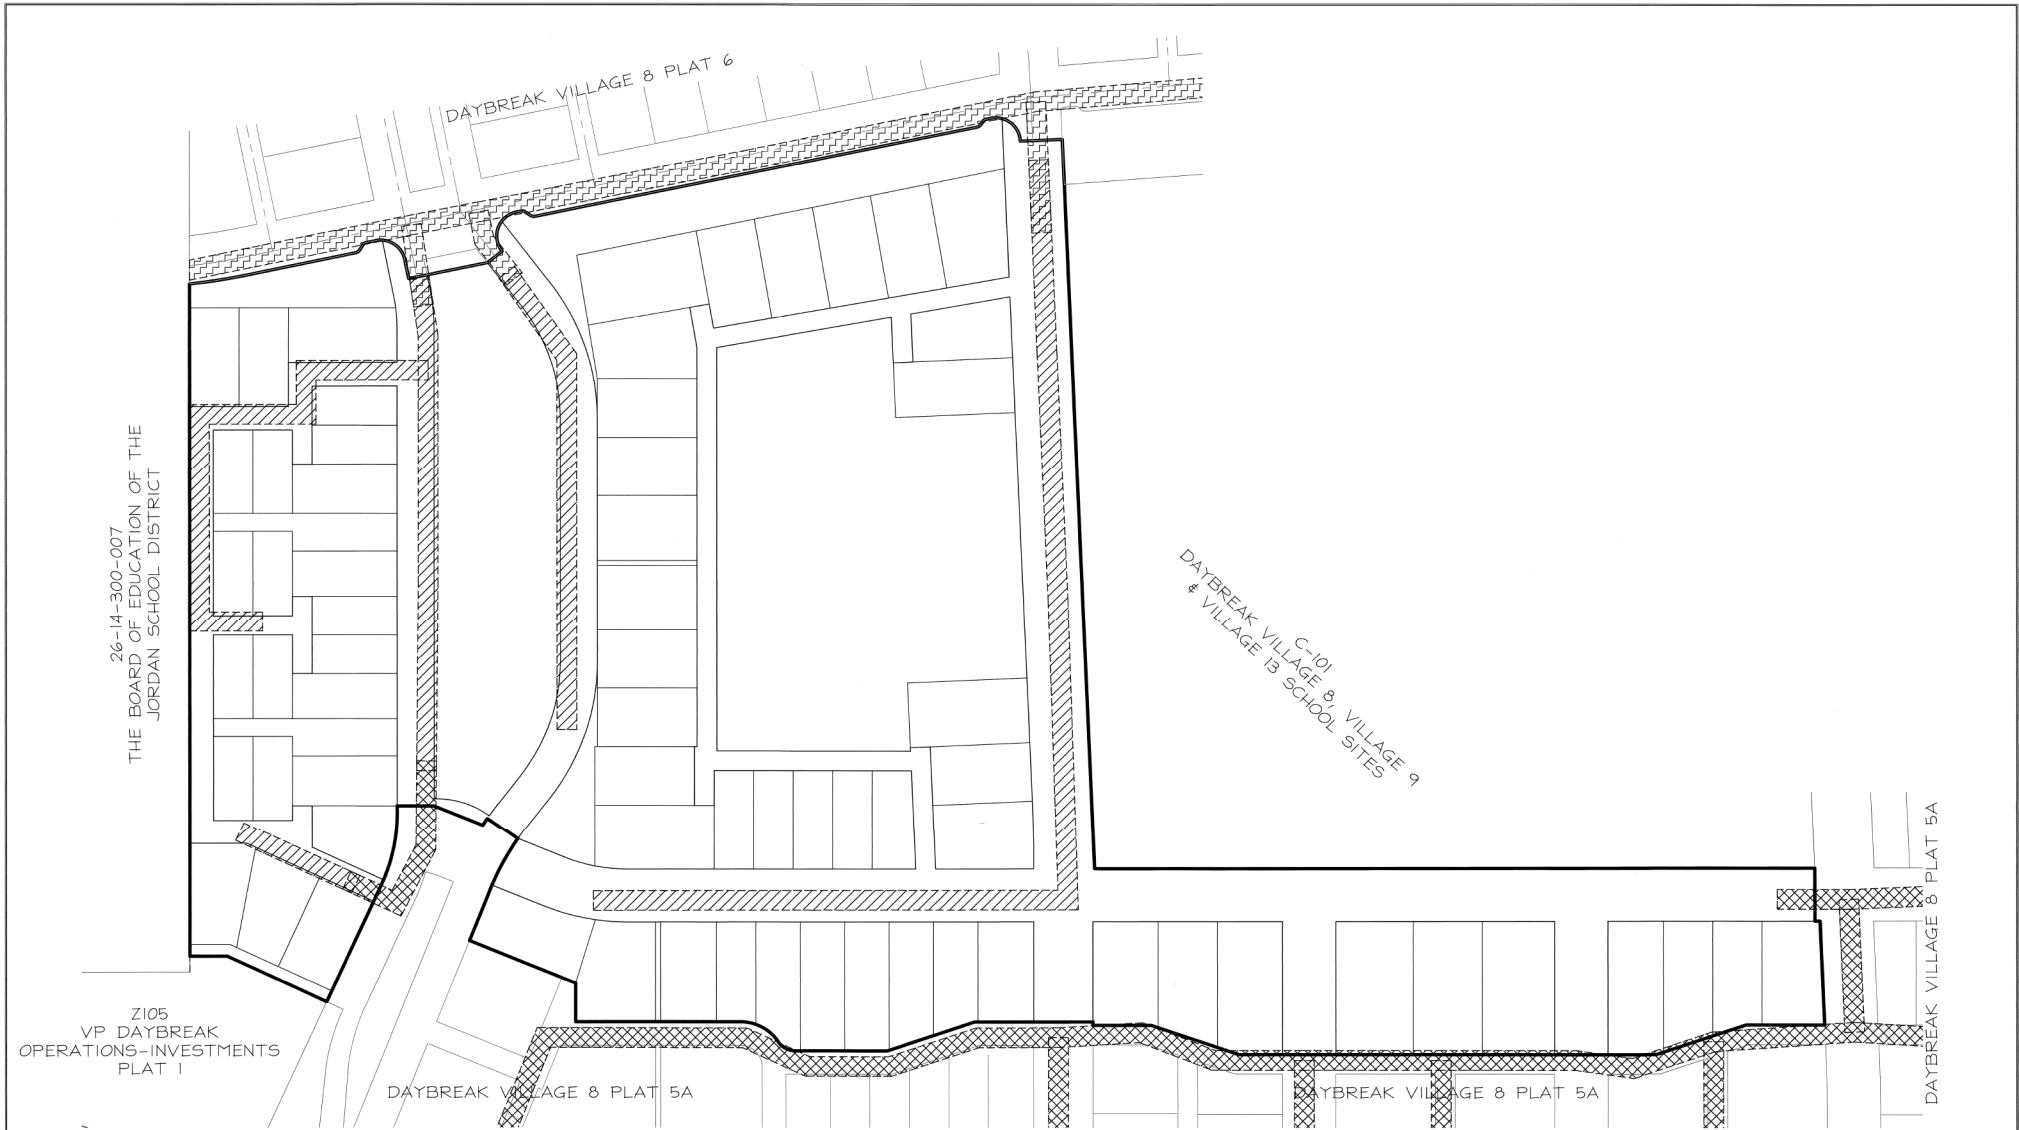 DAYBREAK VILLAGE 8 PLAT 6
26-14-300-007
THE BOARD OF EDUCATION OF THE
JORDAN SCHOOL DISTRICT
C-101
DAYBREAK VILLAGE 8, VILLAGE 9
& VILLAGE 13 SCHOOL SITES
DAYBREAK VILLAGE 8 PLAT 5A
Z105
VP DAYBREAK
OPERATIONS-INVESTMENTS
PLAT 1
DAYBREAK VILLAGE 8 PLAT 5A
DAYBREAK VILLAGE 8 PLAT 5A